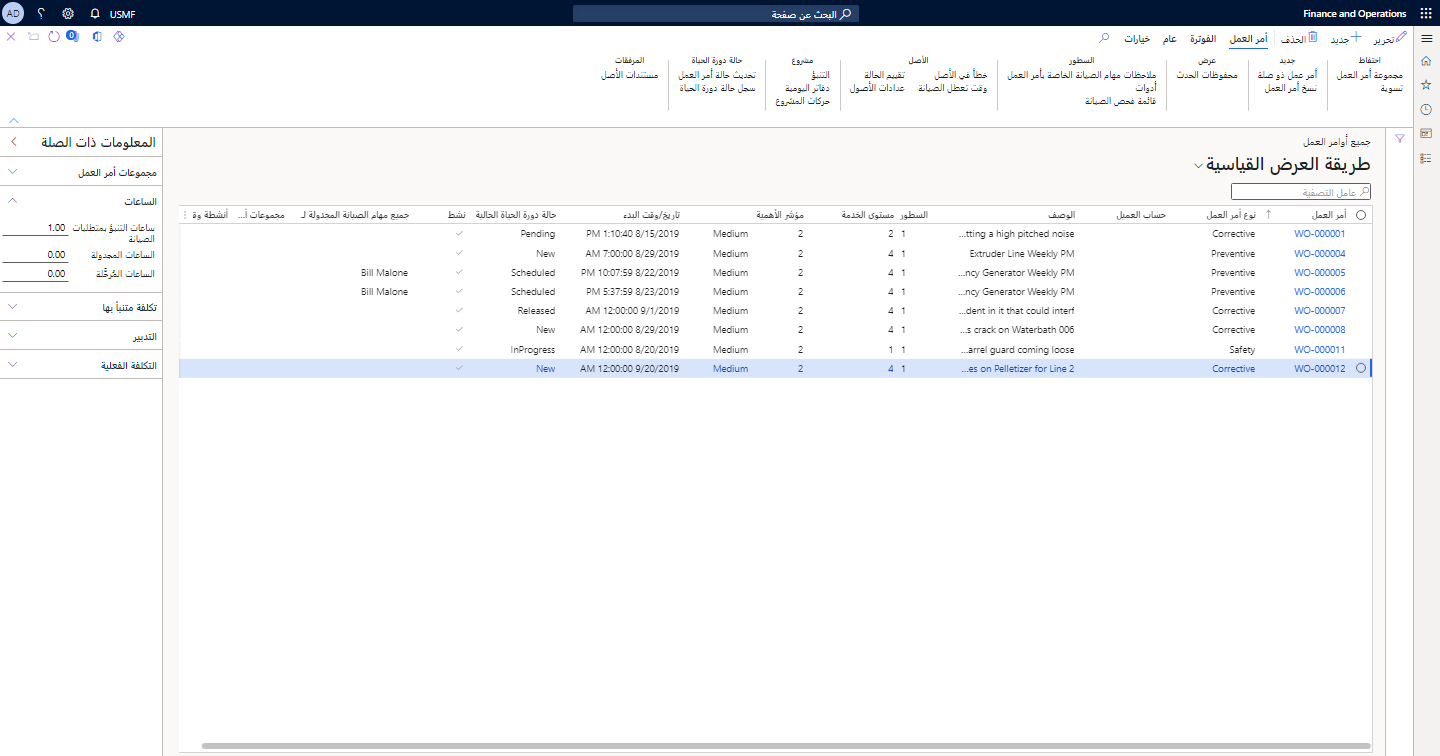 Finance and Operations
البحث عن صفحة
USMF
؟
AD
تحرير
جديد
الحذف
أمر العمل
الفوترة
عام
خيارات
0
احتفاظ
مجموعة أمر العمل
تسوية
جديد
أمر عمل ذو صلة
نسخ أمر العمل
عرض
محفوظات الحدث
السطور
ملاحظات مهام الصيانة الخاصة بأمر العمل
أدوات
قائمة فحص الصيانة
الأصل
خطأ في الأصل
وقت تعطل الصيانة
تقييم الحالة
عدادات الأصول
مشروع
التنبؤ
دفاتر اليومية
حركات المشروع
حالة دورة الحياة
تحديث حالة أمر العمل
سجل حالة دورة الحياة
المرفقات
مستندات الأصل
جميع أوامر العمل
طريقة العرض القياسية
عامل التصفية
أمر العمل نوع أمر العمل حساب العميل الوصف السطور مستوى الخدمة مؤشر الأهمية تاريخ/وقت البدء حالة دورة الحياة الحالية نشط جميع مهام الصيانة المجدولة لـ مجموعات أ... أنشطة وق
WO-000001 Corrective ...tting a high pitched noise 1 2 2 Medium 8/15/2019 1:10:40 PM Pending
WO-000004 Preventive Extruder Line Weekly PM 1 4 2 Medium 8/29/2019 7:00:00 AM New
WO-000005 Preventive ...ncy Generator Weekly PM 1 4 2 Medium 8/22/2019 10:07:59 PM Scheduled Bill Malone
WO-000006 Preventive ...ncy Generator Weekly PM 1 4 2 Medium 8/23/2019 5:37:59 PM Scheduled Bill Malone
WO-000007 Corrective ...dent in it that could interf 1 4 2 Medium 9/1/2019 12:00:00 AM Released
WO-000008 Corrective ...s crack on Waterbath 006 1 4 2 Medium 8/29/2019 12:00:00 AM New
WO-000011 Safety ...arrel guard coming loose 1 1 2 Medium 8/20/2019 12:00:00 AM InProgress
WO-000012 Corrective ...es on Pelletizer for Line 2 1 4 2 Medium 9/20/2019 12:00:00 AM New
المعلومات ذات الصلة
مجموعات أمر العمل
الساعات
ساعات التنبؤ بمتطلبات الصيانة 1.00
الساعات المجدولة 0.00
الساعات المُرحَّلة 0.00
تكلفة متنبأ بها
التدبير
التكلفة الفعلية